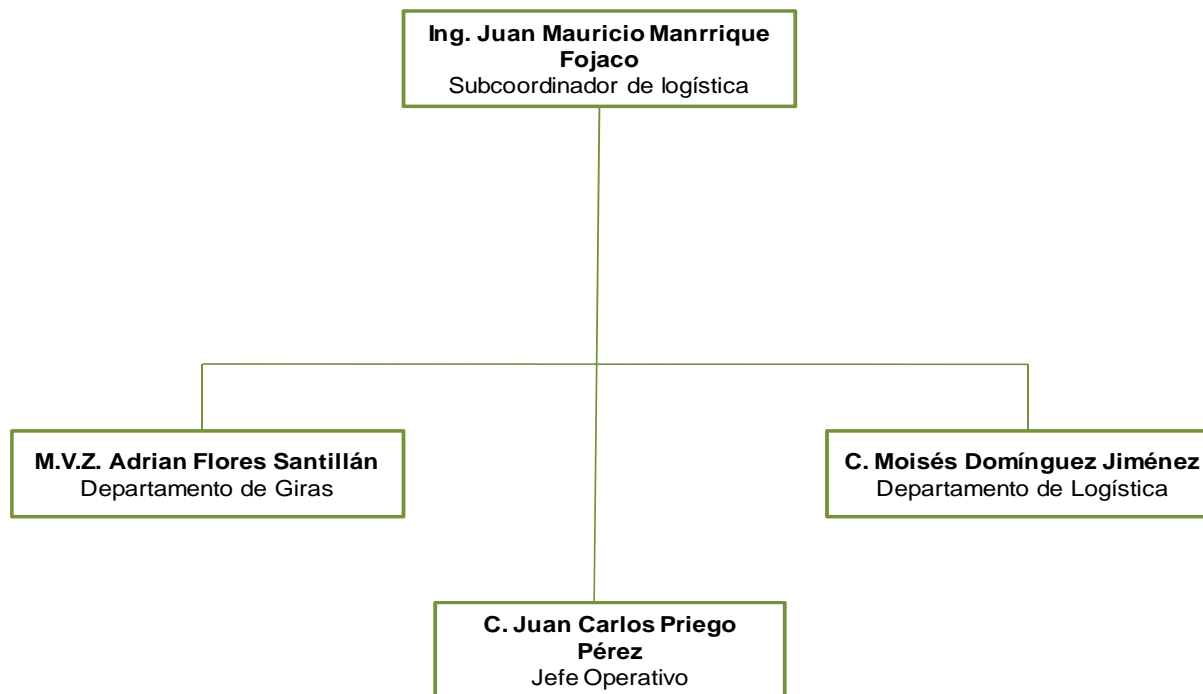 Ing. Juan Mauricio Manrrique
Fojaco
Subcoordinador de logística
M.V.Z. Adrian Flores Santillán
Departamento de Giras
C. Moisés Domínguez Jiménez
Departamento de Logística
C. Juan Carlos Priego
Pérez
Jefe Operativo